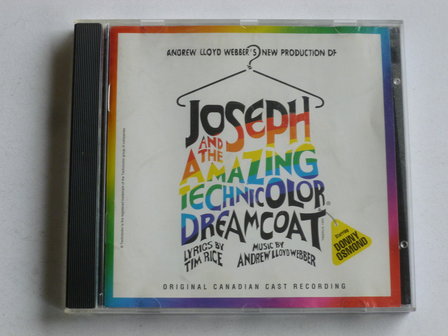 ANDREW LLOYD WEBBER'S NEW PRODUCTION OF
JOSEPH
AND THE
AMAZING
TECHNICOLOR
DREAMCOAT
LYRICS BY
TIM RICE
MUSIC BY
ANDREW LLOYD WEBBER
Starring
DONNY
OSMOND
ORIGINAL CANADIAN CAST RECORDING